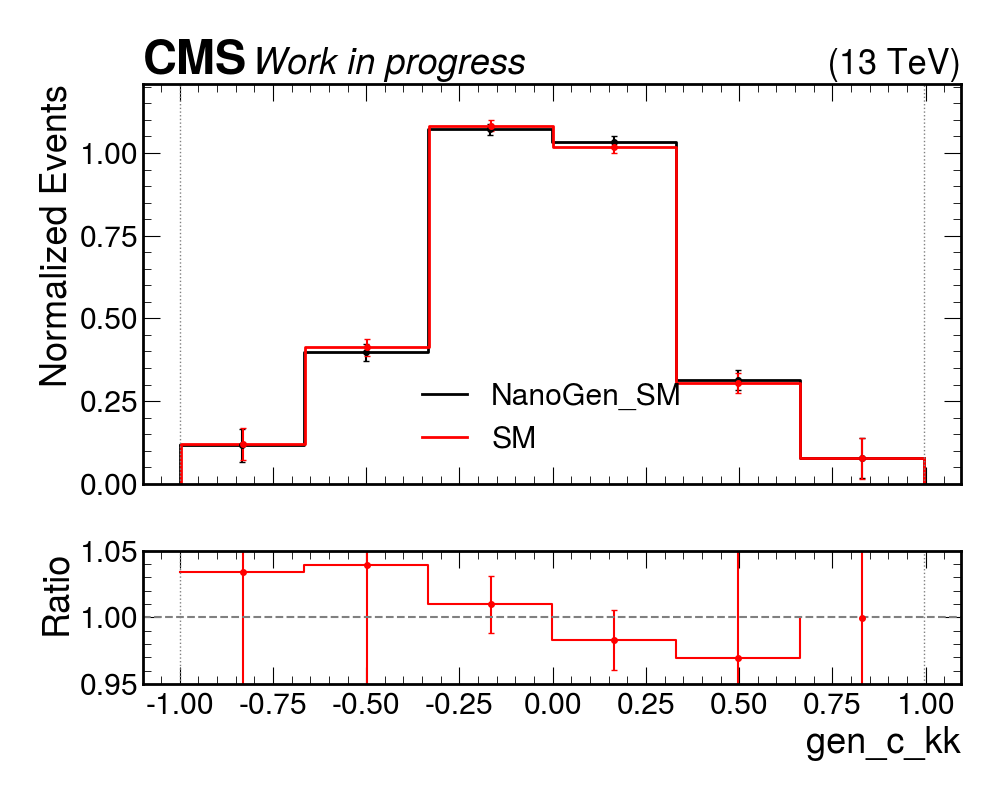 CMS Work in progress (13 TeV)
Normalized Events
1.00
0.75
0.50
0.25
0.00
NanoGen_SM
SM
Ratio
1.05
1.00
0.95
-1.00 -0.75 -0.50 -0.25 0.00 0.25 0.50 0.75 1.00
gen_c_kk